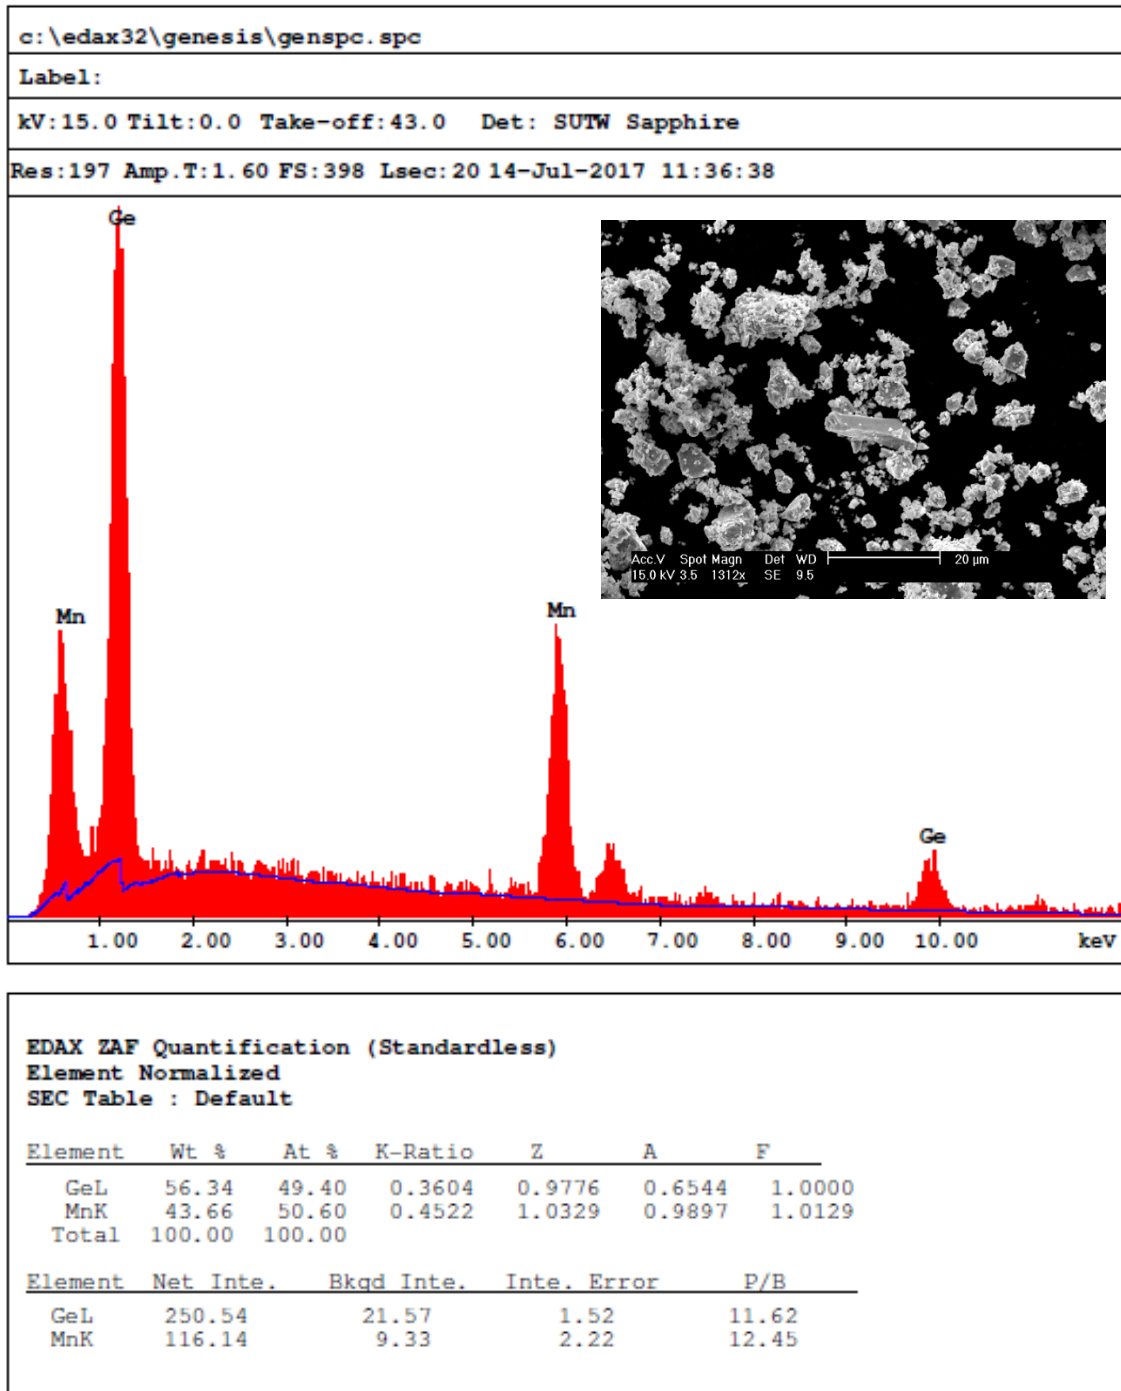 c:\edax32\genesis\genspc.spc
Label:
kV:15.0 Tilt:0.0 Take-off:43.0 Det: SUTW Sapphire
Res:197 Amp.T:1.60 FS:398 Lsec:20 14-Jul-2017 11:36:38
Ge
Acc.V Spot Magn Det WD 20 µm
15.0 kV 3.5 1312x SE 9.5
Mn Mn
Ge
1.00 2.00 3.00 4.00 5.00 6.00 7.00 8.00 9.00 10.00 keV
EDAX ZAF Quantification (Standardless)
Element Normalized
SEC Table : Default
Element Wt % At % K-Ratio Z A F
GeL 56.34 49.40 0.3604 0.9776 0.6544 1.0000
MnK 43.66 50.60 0.4522 1.0329 0.9897 1.0129
Total 100.00 100.00
Element Net Inte. Bkgd Inte. Inte. Error P/B
GeL 250.54 21.57 1.52 11.62
MnK 116.14 9.33 2.22 12.45